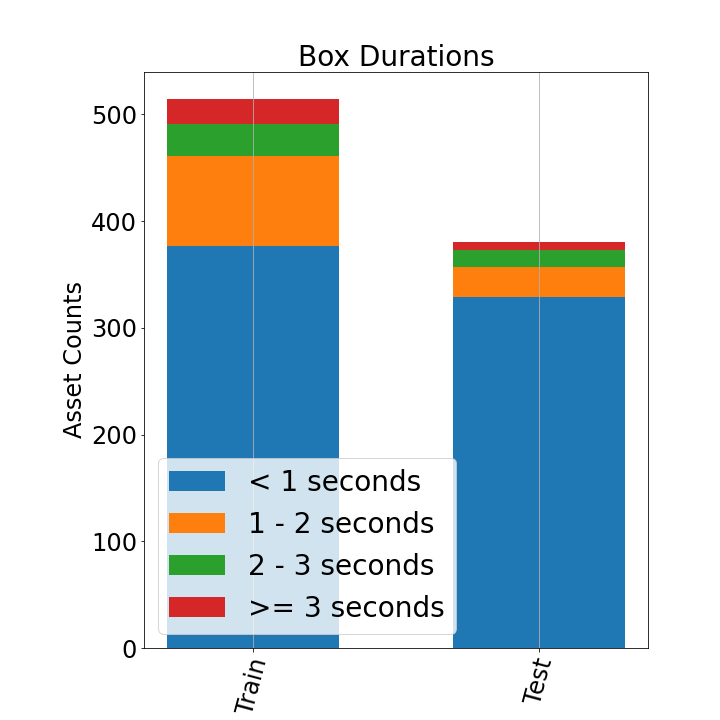 Box Durations
Asset Counts
500
400
300
200
100
0
< 1 seconds
1 - 2 seconds
2 - 3 seconds
>= 3 seconds
Train
Test